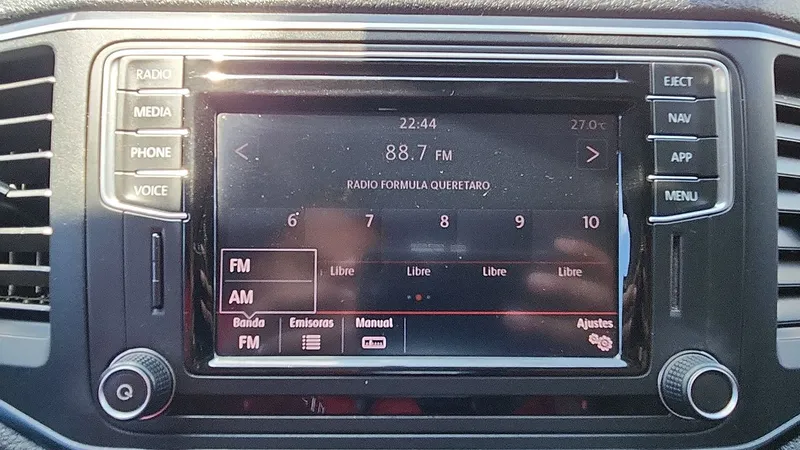 RADIO
MEDIA
PHONE
VOICE
EJECT
NAV
APP
MENU
22:44 27.0°C
< 88.7 FM >
RADIO FORMULA QUERETARO
6 7 8 9 10
Libre Libre Libre Libre
FM
AM
Banda Emisoras Manual Ajustes
FM